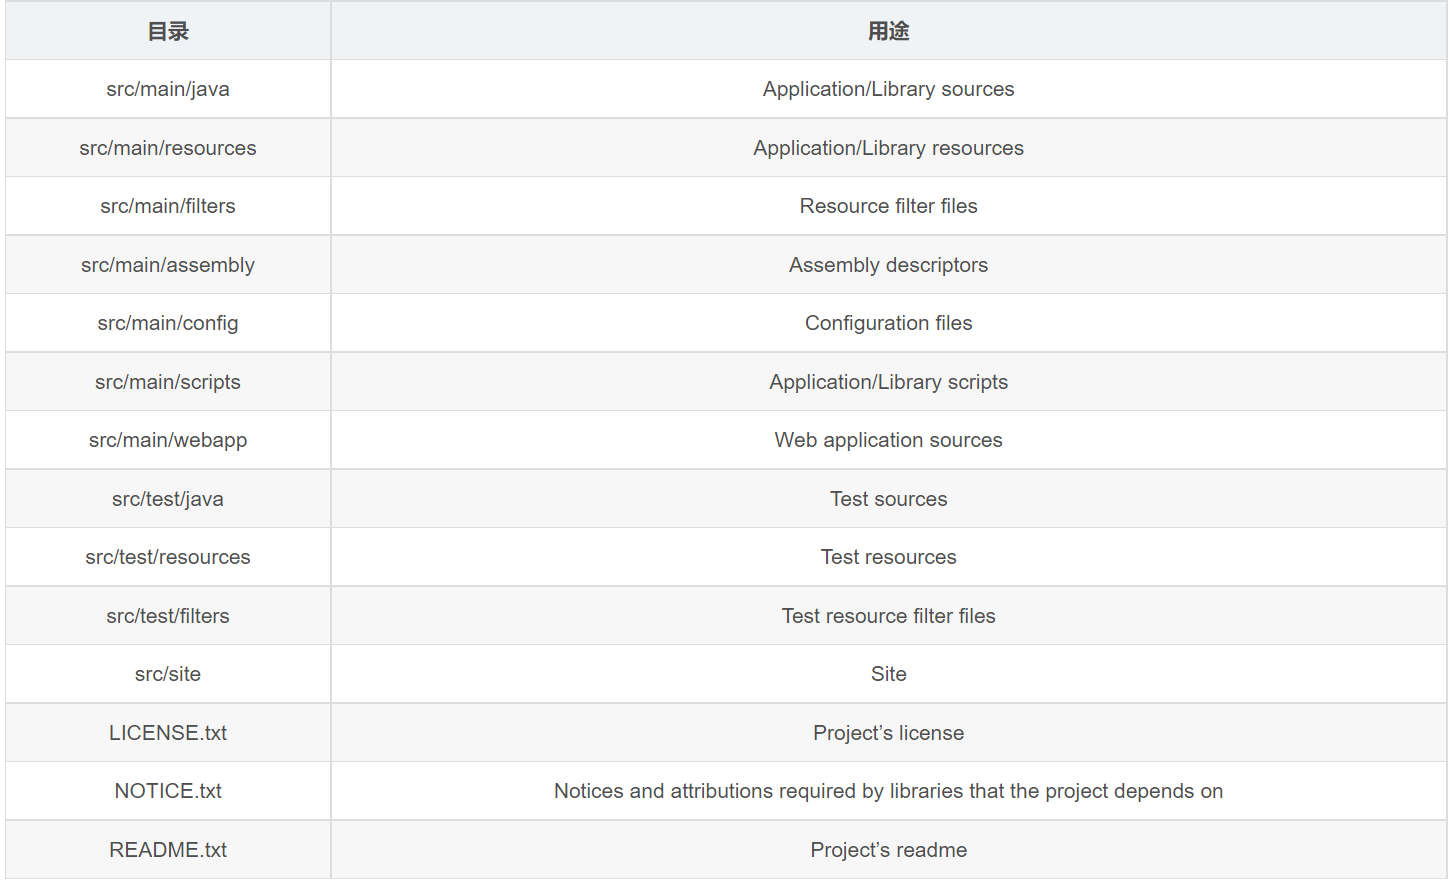 目录 用途
src/main/java Application/Library sources
src/main/resources Application/Library resources
src/main/filters Resource filter files
src/main/assembly Assembly descriptors
src/main/config Configuration files
src/main/scripts Application/Library scripts
src/main/webapp Web application sources
src/test/java Test sources
src/test/resources Test resources
src/test/filters Test resource filter files
src/site Site
LICENSE.txt Project’s license
NOTICE.txt Notices and attributions required by libraries that the project depends on
README.txt Project’s readme